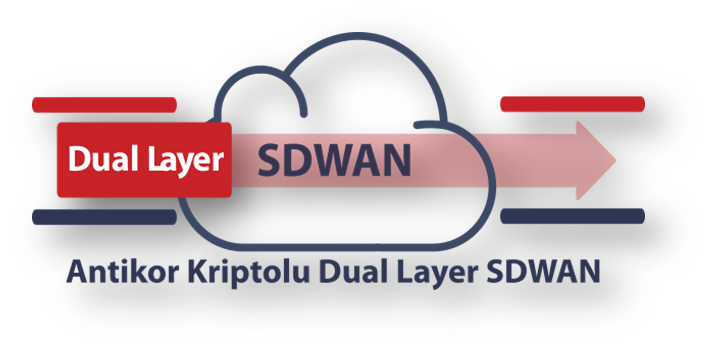 Dual Layer SDWAN
Antikor Kriptolu Dual Layer SDWAN